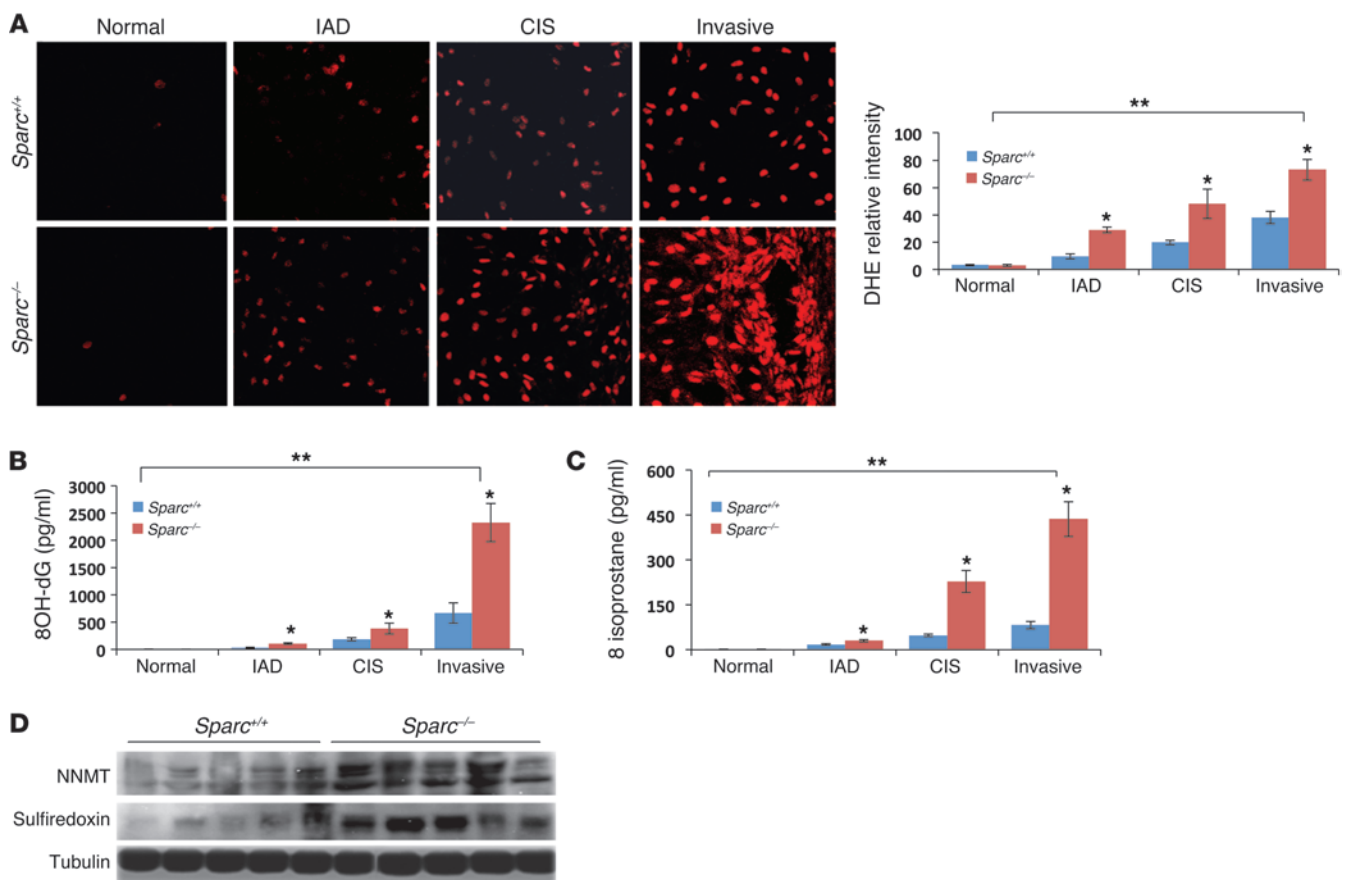 A
Normal IAD CIS Invasive
Sparc+/+
Sparc–/–
DHE relative intensity
100
80
60
40
20
0
Sparc+/+
Sparc–/–
**
* * *
Normal IAD CIS Invasive
B
8OH-dG (pg/ml)
3000
2500
2000
1500
1000
500
0
Sparc+/+
Sparc–/–
**
* * *
Normal IAD CIS Invasive
C
8 isoprostane (pg/ml)
600
450
300
150
0
Sparc+/+
Sparc–/–
**
* * *
Normal IAD CIS Invasive
D
Sparc+/+ Sparc–/–
NNMT
Sulfiredoxin
Tubulin